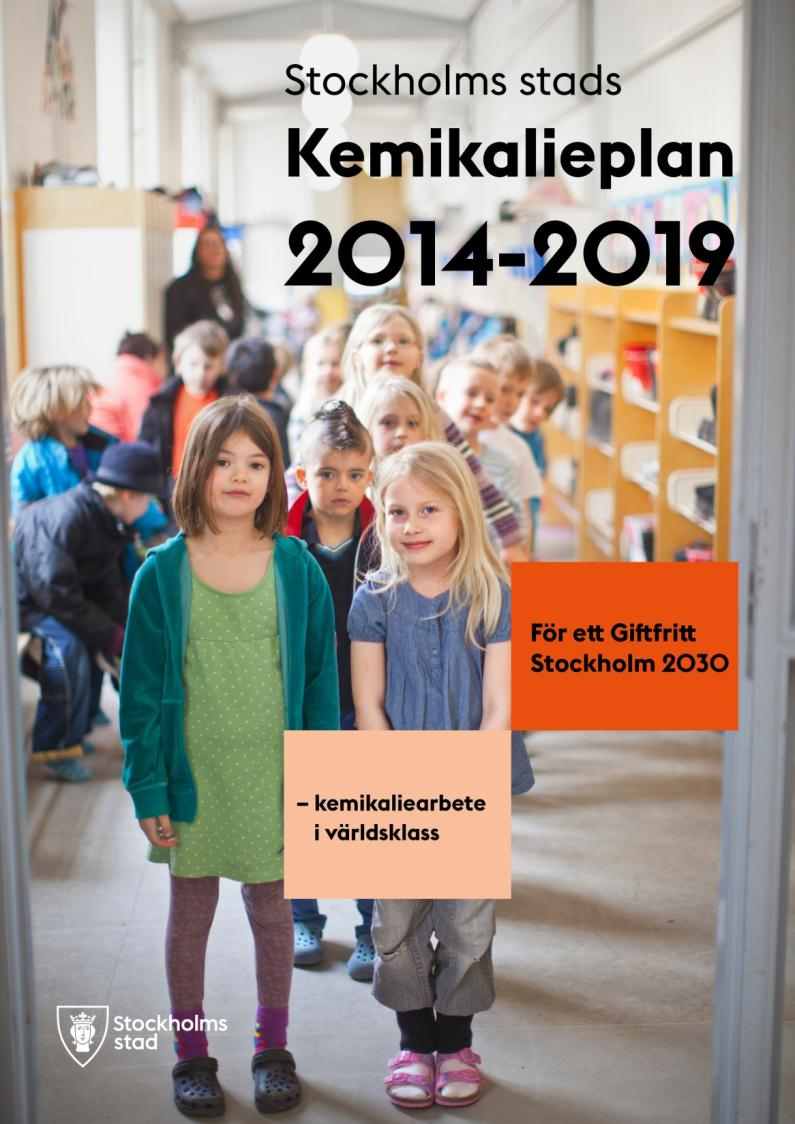 Stockholms stads
Kemikalieplan
2014-2019
För ett Giftfritt
Stockholm 2030
– kemikaliearbete
i världsklass
Stockholms
stad